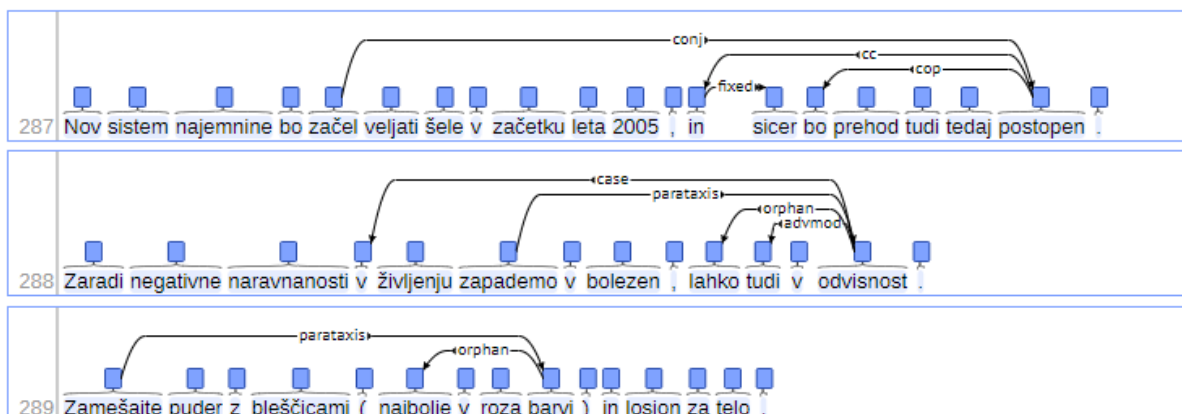 conj
cc
cop
fixed
287 Nov sistem najemnine bo začel veljati šele v začetku leta 2005 , in sicer bo prehod tudi tedaj postopen .
case
parataxis
orphan
advmod
288 Zaradi negativne naravnanosti v življenju zapademo v bolezen , lahko tudi v odvisnost .
parataxis
orphan
289 Zamešajte puder z bleščicami ( najbolje v roza barvi ) in losjon za telo .